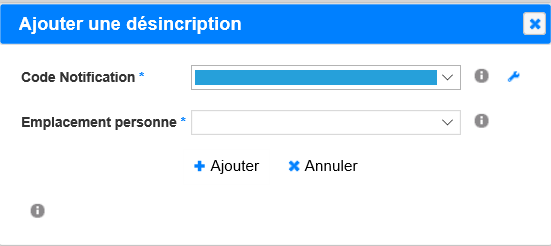 Ajouter une désincription
Code Notification *
Emplacement personne *
Ajouter Annuler